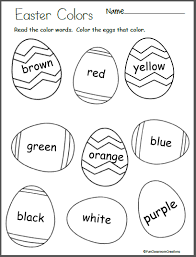 Easter Colors Name
Read the color words. Color the eggs that color.
brown
red
yellow
green
orange
blue
black
white
purple